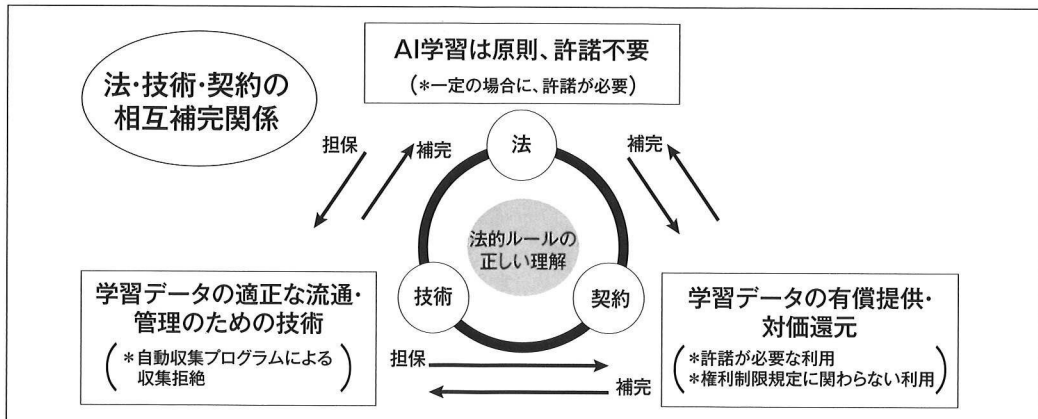 法・技術・契約の
相互補完関係
AI学習は原則、許諾不要
(＊一定の場合に、許諾が必要)
担保
補完
補完
法
法的ルールの
正しい理解
技術
契約
学習データの適正な流通・
管理のための技術
(＊自動収集プログラムによる
収集拒絶)
担保
補完
学習データの有償提供・
対価還元
(＊許諾が必要な利用
＊権利制限規定に関わらない利用)